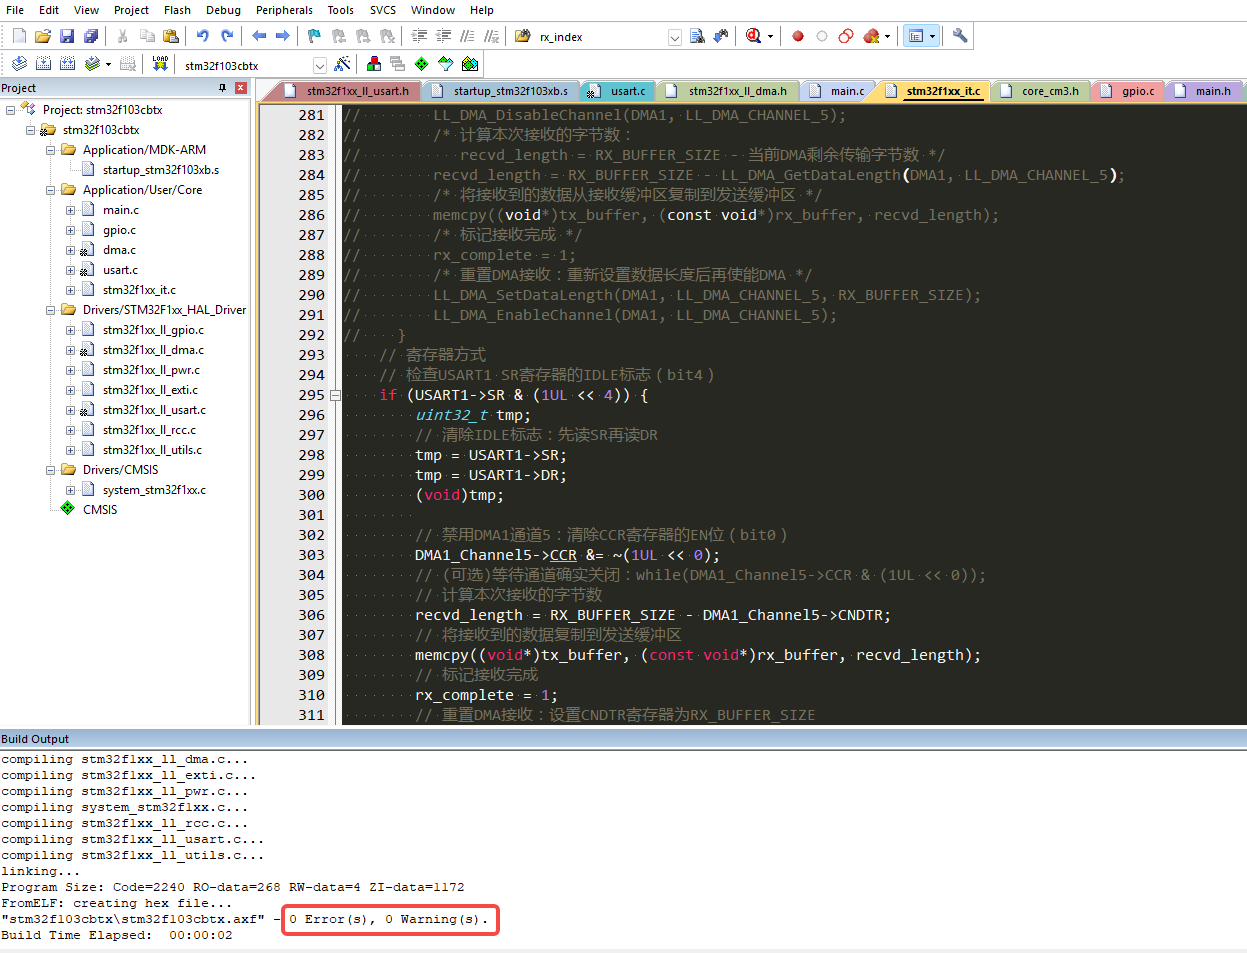 File Edit View Project Flash Debug Peripherals Tools SVCS Window Help
rx_index
LOAD stm32f103cbtx
Project
stm32f1xx_ll_usart.h startup_stm32f103xb.s usart.c stm32f1xx_ll_dma.h main.c stm32f1xx_it.c core_cm3.h gpio.c main.h
Project: stm32f103cbtx
stm32f103cbtx
Application/MDK-ARM
startup_stm32f103xb.s
Application/User/Core
main.c
gpio.c
dma.c
usart.c
stm32f1xx_it.c
Drivers/STM32F1xx_HAL_Driver
stm32f1xx_ll_gpio.c
stm32f1xx_ll_dma.c
stm32f1xx_ll_pwr.c
stm32f1xx_ll_exti.c
stm32f1xx_ll_usart.c
stm32f1xx_ll_rcc.c
stm32f1xx_ll_utils.c
Drivers/CMSIS
system_stm32f1xx.c
CMSIS
281 // LL_DMA_DisableChannel(DMA1, LL_DMA_CHANNEL_5);
282 // /* 计算本次接收的字节数：
283 // recvd_length = RX_BUFFER_SIZE - 当前DMA剩余传输字节数 */
284 // recvd_length = RX_BUFFER_SIZE - LL_DMA_GetDataLength(DMA1, LL_DMA_CHANNEL_5);
285 // /* 将接收到的数据从接收缓冲区复制到发送缓冲区 */
286 // memcpy((void*)tx_buffer, (const void*)rx_buffer, recvd_length);
287 // /* 标记接收完成 */
288 // rx_complete = 1;
289 // /* 重置DMA接收：重新设置数据长度后再使能DMA */
290 // LL_DMA_SetDataLength(DMA1, LL_DMA_CHANNEL_5, RX_BUFFER_SIZE);
291 // LL_DMA_EnableChannel(DMA1, LL_DMA_CHANNEL_5);
292 // }
293 // 寄存器方式
294 // 检查USART1 SR寄存器的IDLE标志（bit4）
295 if (USART1->SR & (1UL << 4)) {
296 uint32_t tmp;
297 // 清除IDLE标志：先读SR再读DR
298 tmp = USART1->SR;
299 tmp = USART1->DR;
300 (void)tmp;
301
302 // 禁用DMA1通道5：清除CCR寄存器的EN位（bit0）
303 DMA1_Channel5->CCR &= ~(1UL << 0);
304 // (可选)等待通道确实关闭：while(DMA1_Channel5->CCR & (1UL << 0));
305 // 计算本次接收的字节数
306 recvd_length = RX_BUFFER_SIZE - DMA1_Channel5->CNDTR;
307 // 将接收到的数据复制到发送缓冲区
308 memcpy((void*)tx_buffer, (const void*)rx_buffer, recvd_length);
309 // 标记接收完成
310 rx_complete = 1;
311 // 重置DMA接收：设置CNDTR寄存器为RX_BUFFER_SIZE
Build Output
compiling stm32f1xx_ll_dma.c...
compiling stm32f1xx_ll_exti.c...
compiling stm32f1xx_ll_pwr.c...
compiling system_stm32f1xx.c...
compiling stm32f1xx_ll_rcc.c...
compiling stm32f1xx_ll_usart.c...
compiling stm32f1xx_ll_utils.c...
linking...
Program Size: Code=2240 RO-data=268 RW-data=4 ZI-data=1172
FromELF: creating hex file...
"stm32f103cbtx\stm32f103cbtx.axf" - 0 Error(s), 0 Warning(s).
Build Time Elapsed: 00:00:02